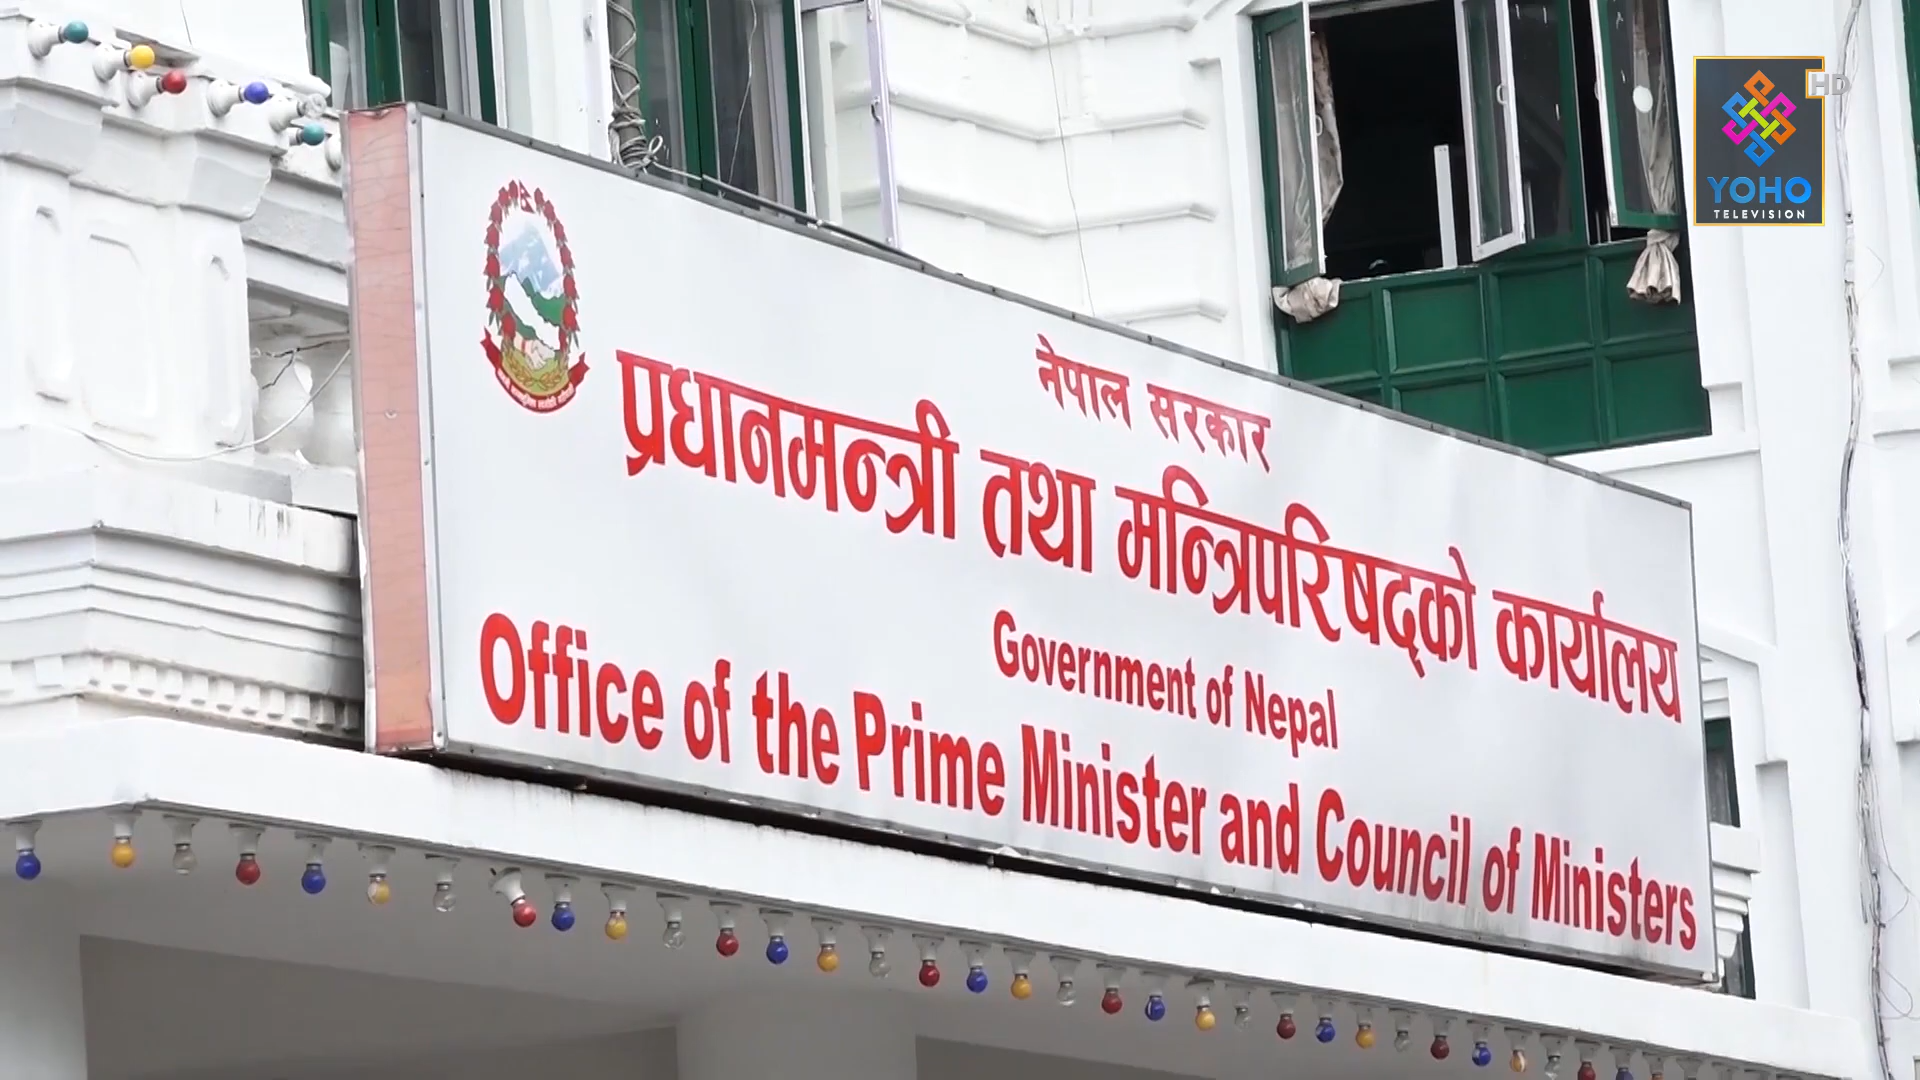 नेपाल सरकार
प्रधानमन्त्री तथा मन्त्रिपरिषद्को कार्यालय
Government of Nepal
Office of the Prime Minister and Council of Ministers
HD
YOHO
TELEVISION